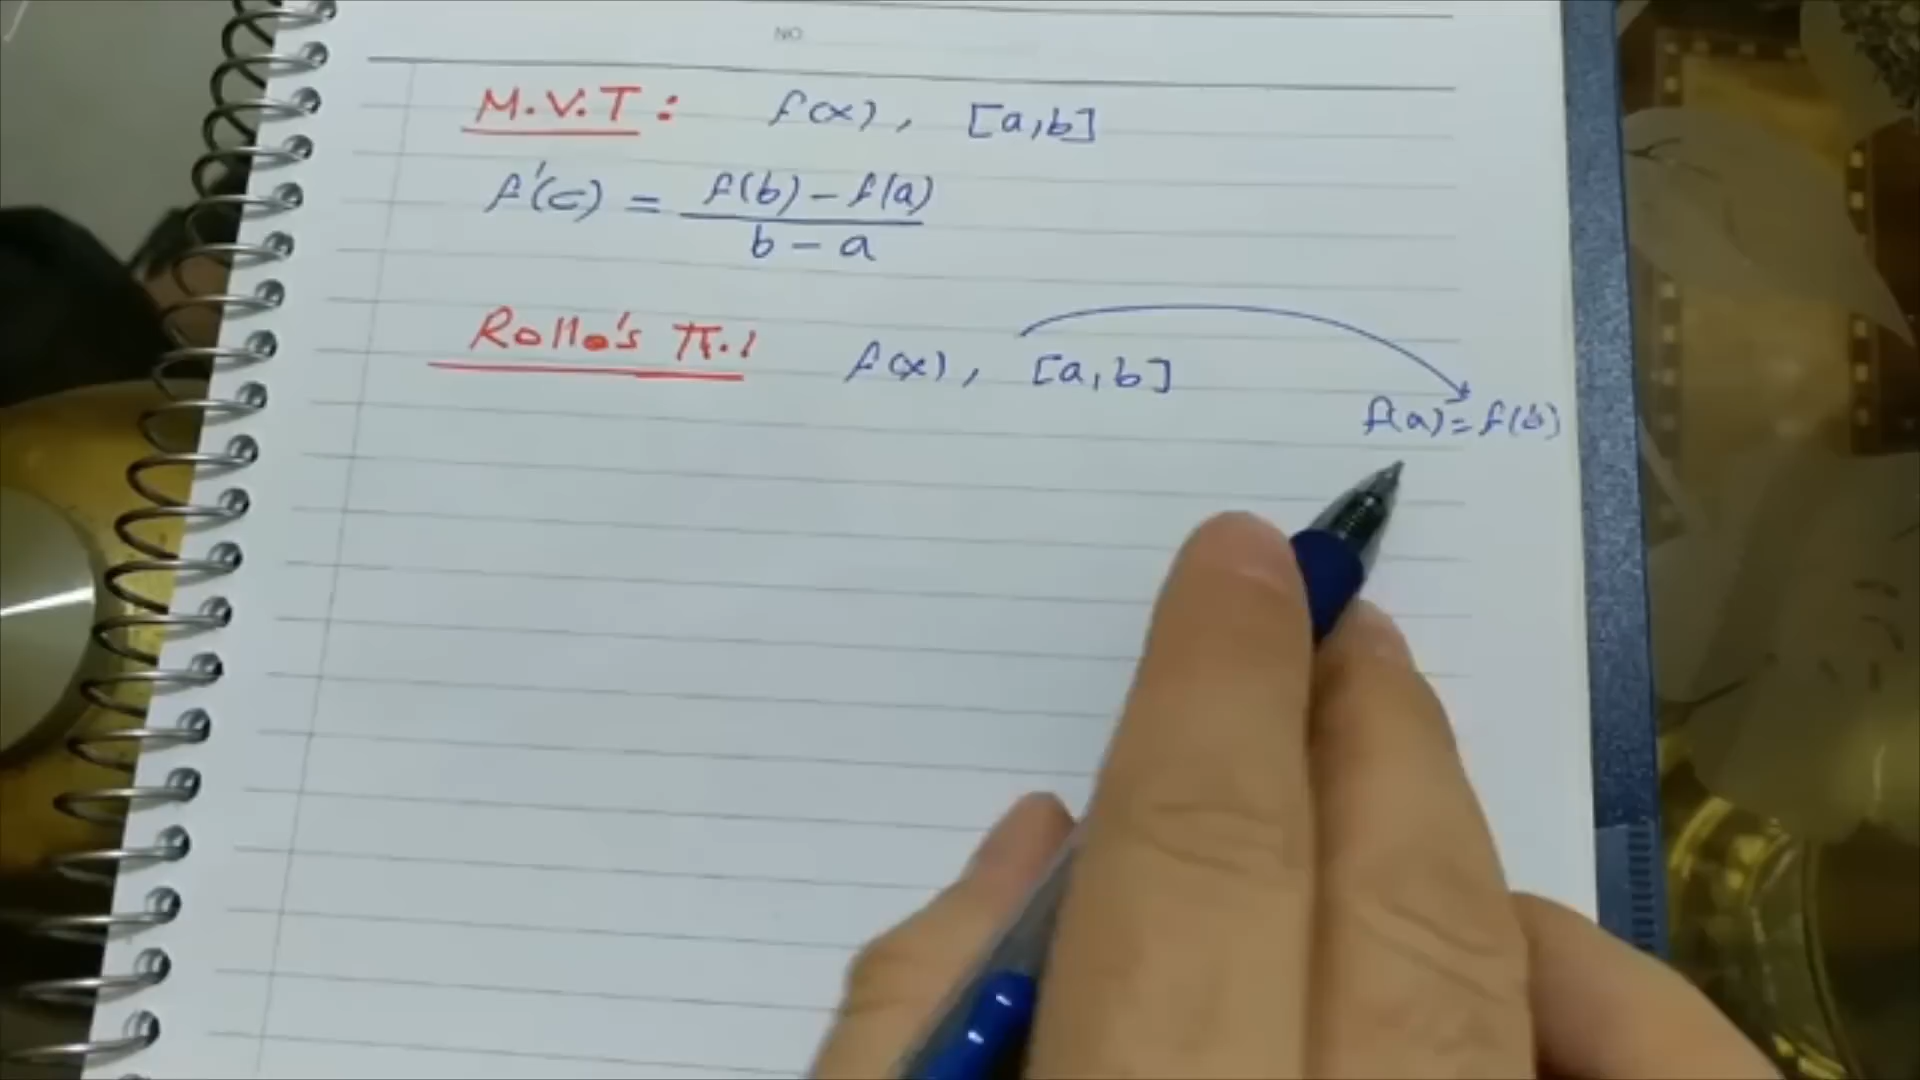 NO
M.V.T: f(x), [a,b]
f'(c) = f(b) - f(a) / b - a
Rolle's Th: f(x), [a,b]
f(a) = f(b)